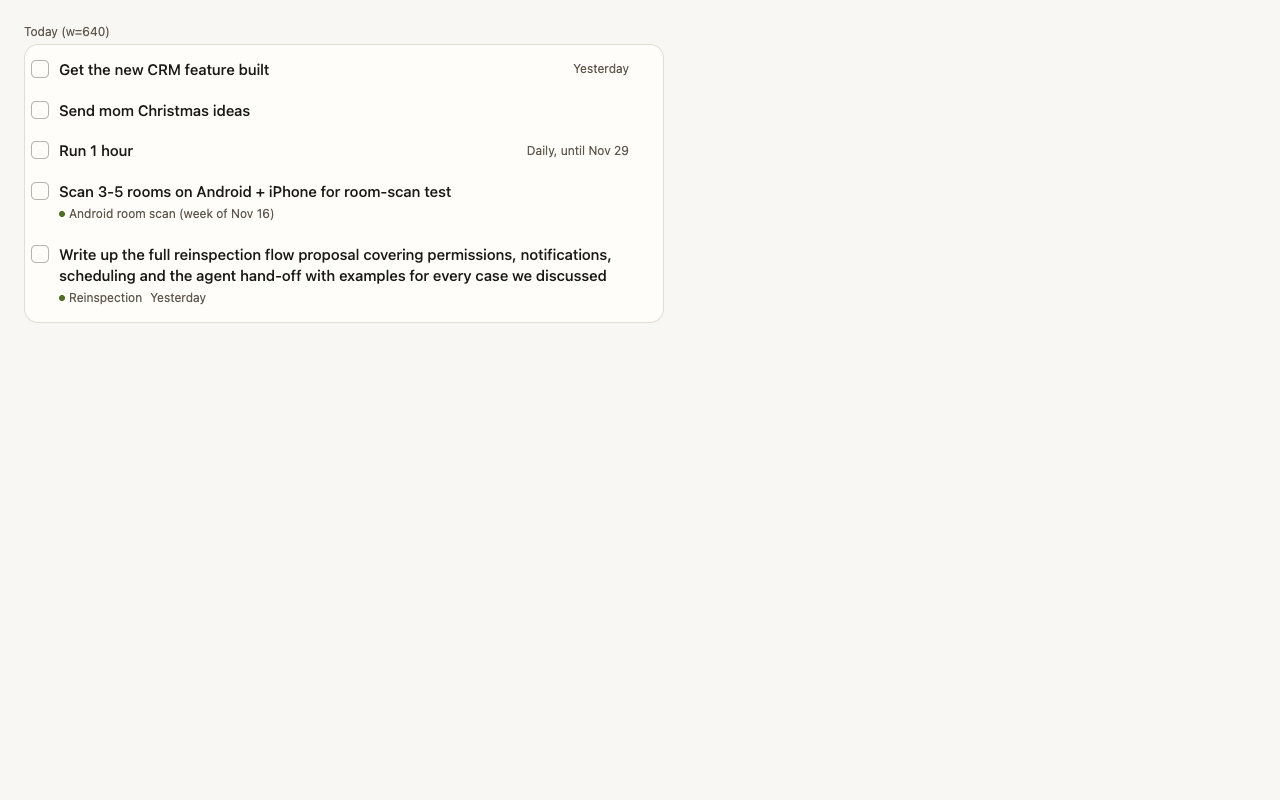 Today (w=640)
Get the new CRM feature built Yesterday
Send mom Christmas ideas
Run 1 hour Daily, until Nov 29
Scan 3-5 rooms on Android + iPhone for room-scan test
Android room scan (week of Nov 16)
Write up the full reinspection flow proposal covering permissions, notifications,
scheduling and the agent hand-off with examples for every case we discussed
Reinspection Yesterday